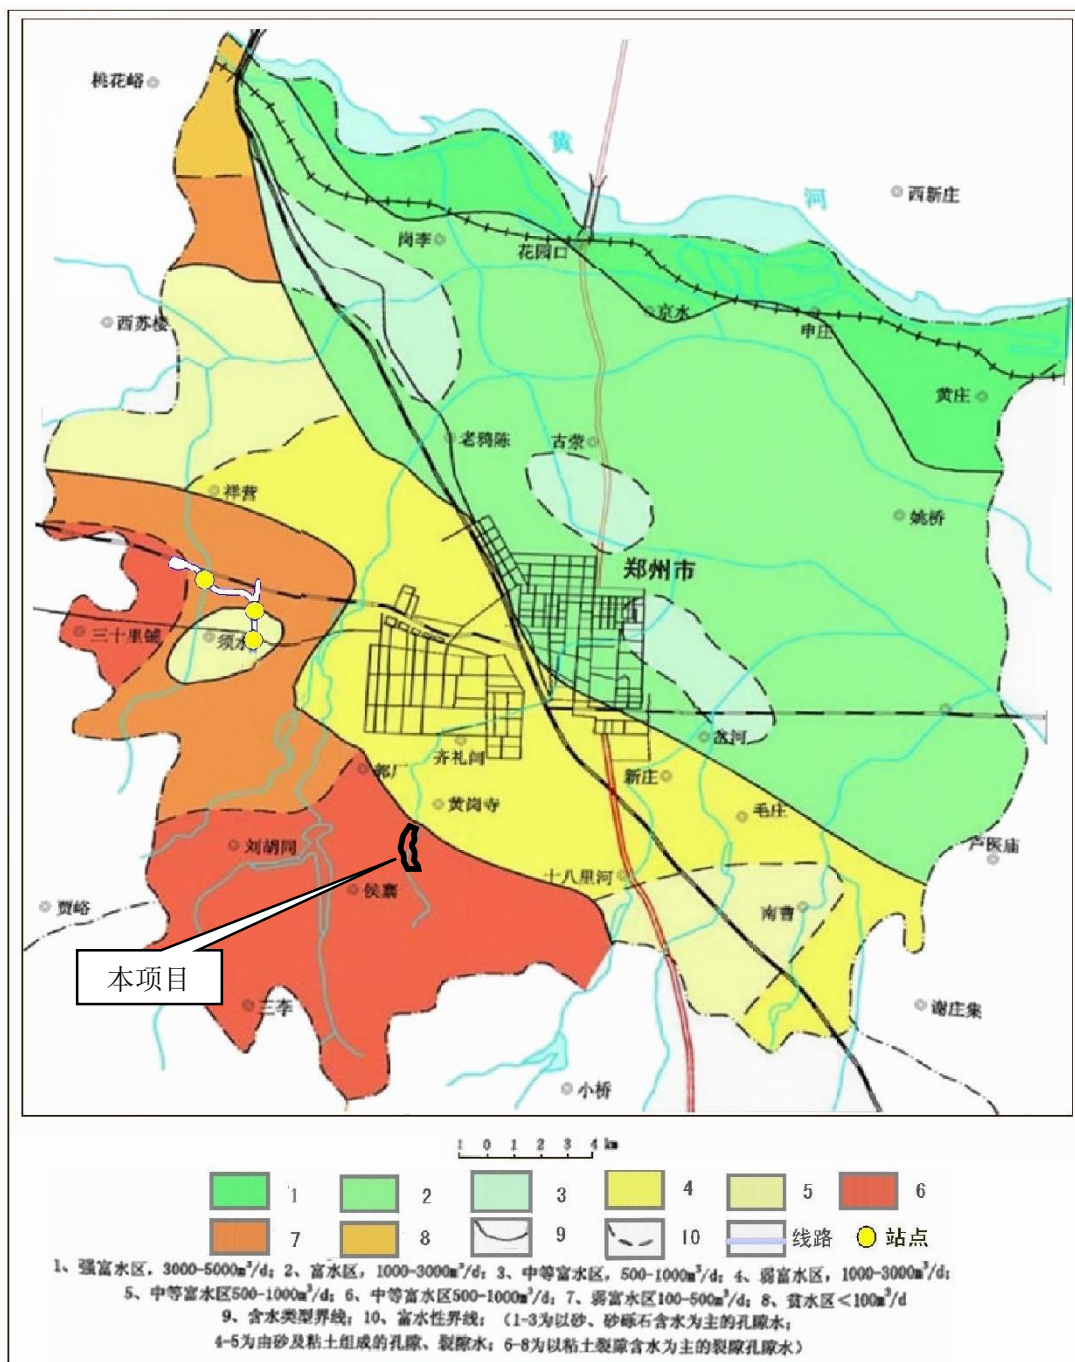 桃花峪
黄
河
西新庄
岗李
花园口
西苏楼
京水
申庄
黄庄
老鸦陈
古荥
祥营
姚桥
郑州市
三十里铺
须水
齐礼闫
岔河
郭厂
新庄
黄岗寺
毛庄
刘胡同
芦医庙
十八里河
侯寨
贾峪
南曹
本项目
三李
谢庄集
小桥
1 0 1 2 3 4 km
1 2 3 4 5 6
7 8 9 10 线路 站点
1、强富水区，3000-5000m³/d；2、富水区，1000-3000m³/d；3、中等富水区，500-1000m³/d；4、弱富水区，1000-3000m³/d；
5、中等富水区500-1000m³/d；6、中等富水区500-1000m³/d；7、弱富水区100-500m³/d；8、贫水区＜100m³/d
9、含水类型界线；10、富水性界线；（1-3为以砂、砂砾石含水为主的孔隙水；
4-5为由砂及粘土组成的孔隙、裂隙水；6-8为以粘土裂隙含水为主的裂隙孔隙水）